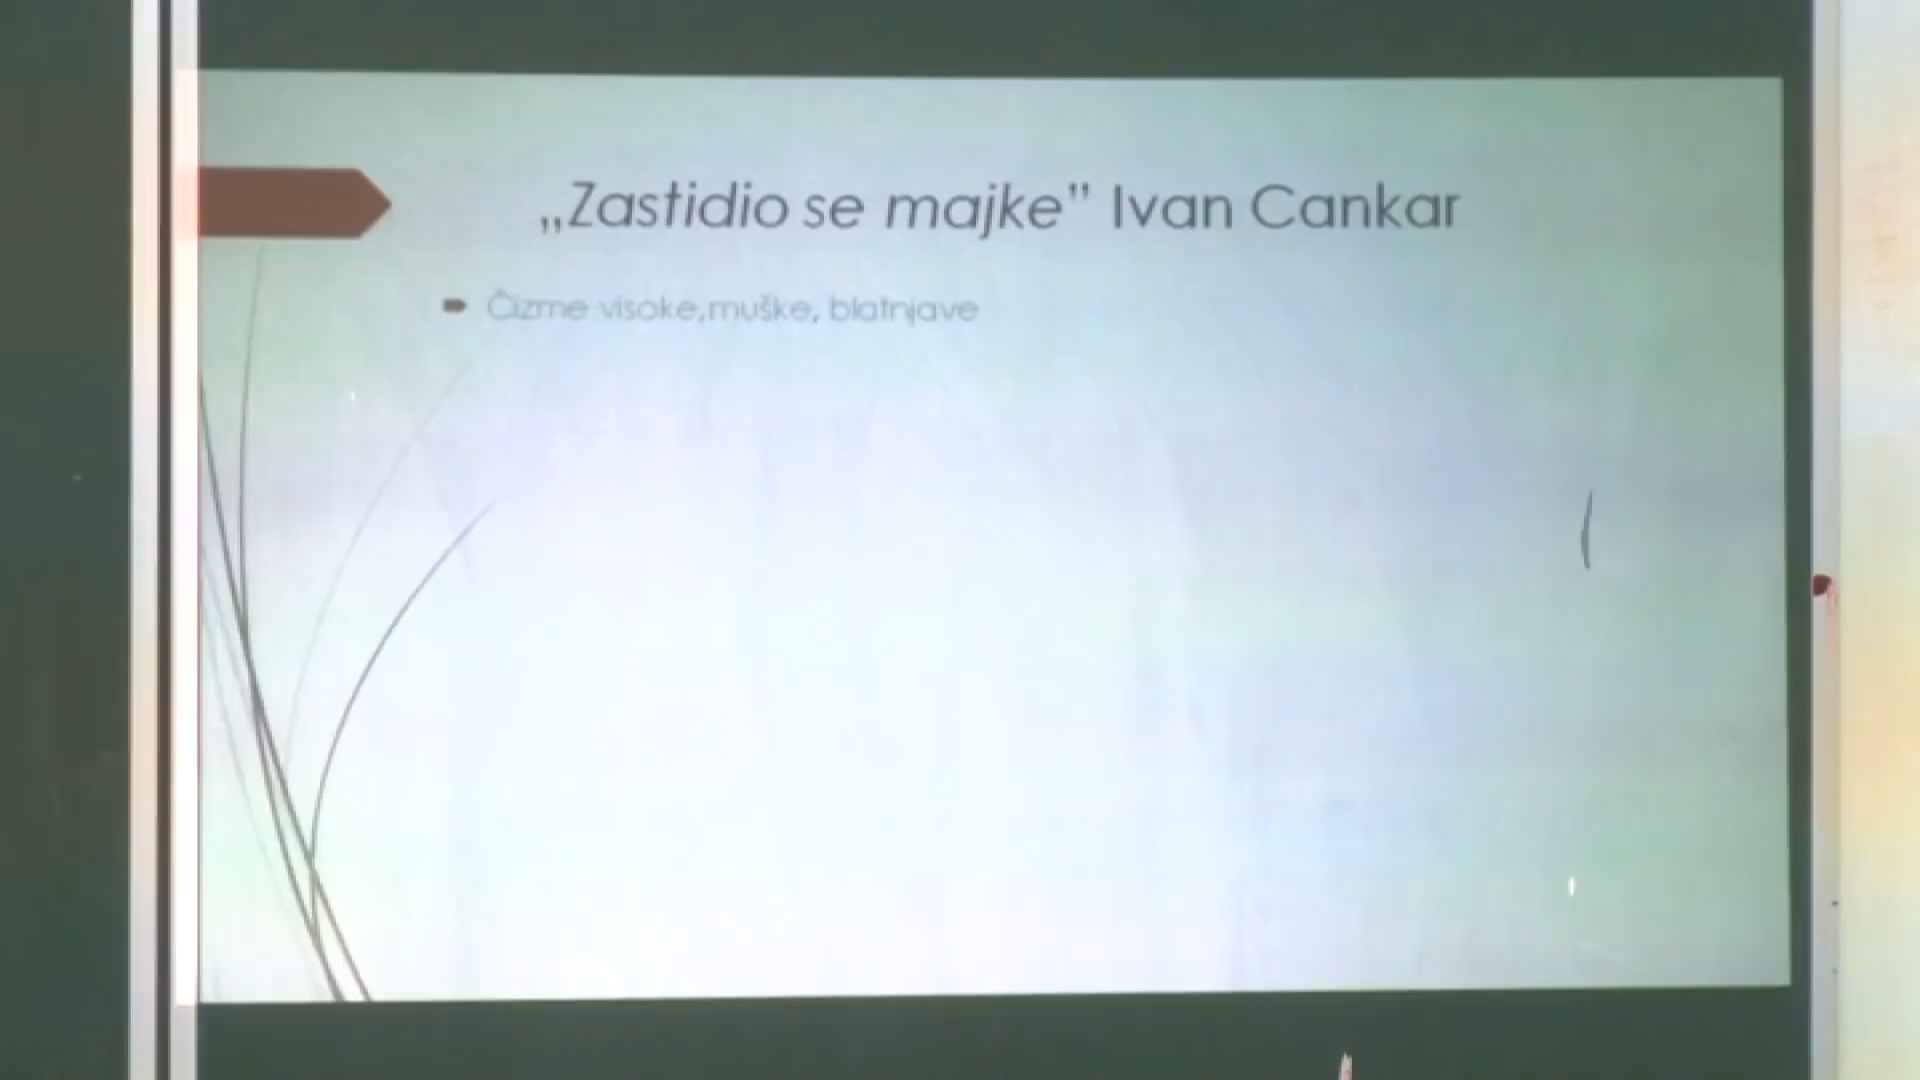 „Zastidio se majke” Ivan Cankar
Čizme visoke,muške, blatnjave